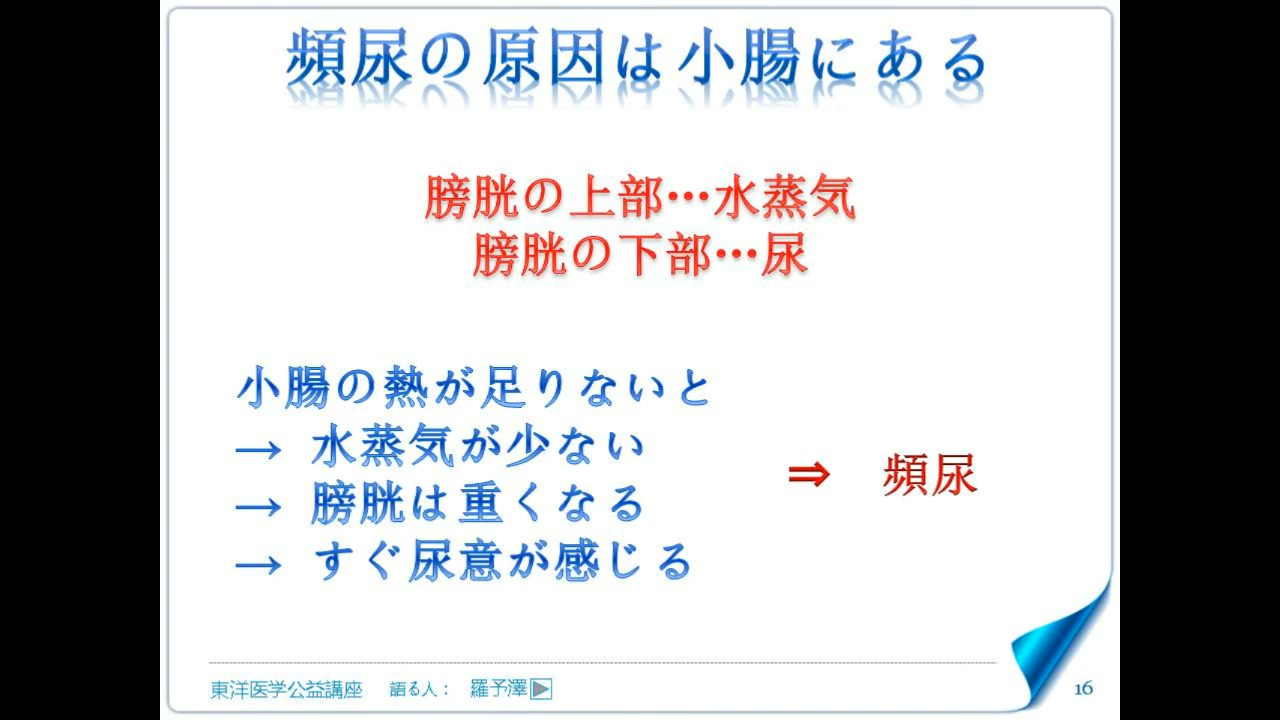 頻尿の原因は小腸にある
膀胱の上部…水蒸気
膀胱の下部…尿
小腸の熱が足りないと
→ 水蒸気が少ない
→ 膀胱は重くなる
→ すぐ尿意が感じる
⇒ 頻尿
東洋医学公益講座 語る人： 羅予澤
16